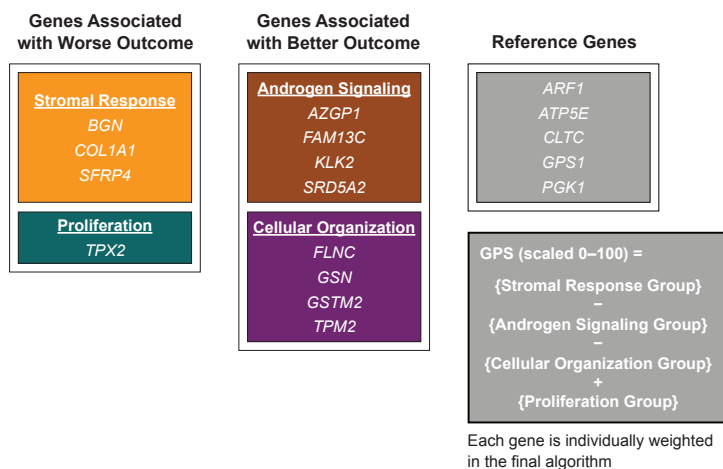 Genes Associated
with Worse Outcome
Stromal Response
BGN
COL1A1
SFRP4
Proliferation
TPX2
Genes Associated
with Better Outcome
Androgen Signaling
AZGP1
FAM13C
KLK2
SRD5A2
Cellular Organization
FLNC
GSN
GSTM2
TPM2
Reference Genes
ARF1
ATP5E
CLTC
GPS1
PGK1
GPS (scaled 0–100) =
{Stromal Response Group}
–
{Androgen Signaling Group}
–
{Cellular Organization Group}
+
{Proliferation Group}
Each gene is individually weighted
in the final algorithm